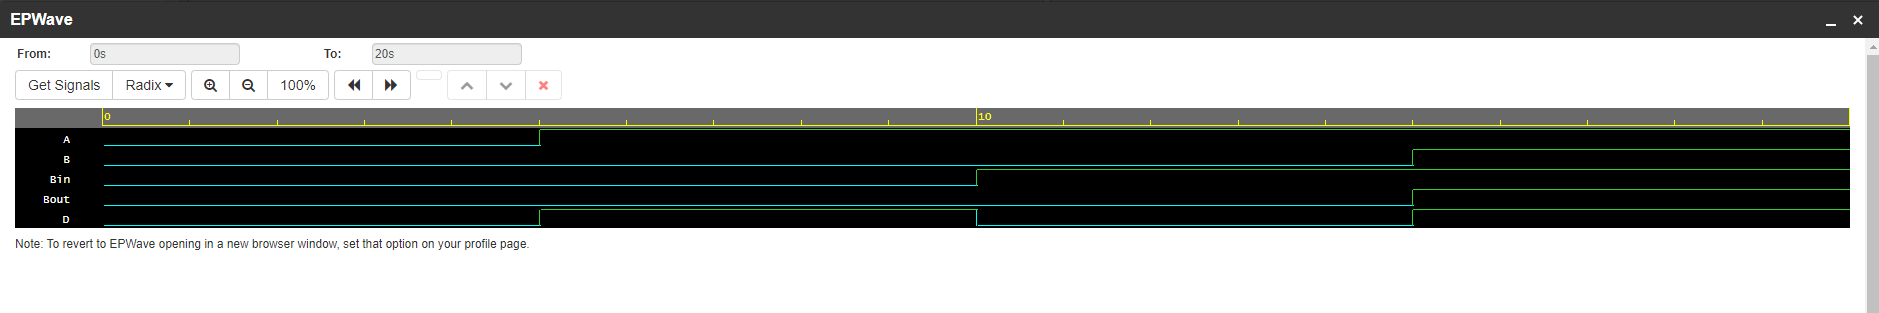 EPWave
From: 0s To: 20s
Get Signals Radix 100%
0 10
A
B
Bin
Bout
D
Note: To revert to EPWave opening in a new browser window, set that option on your profile page.